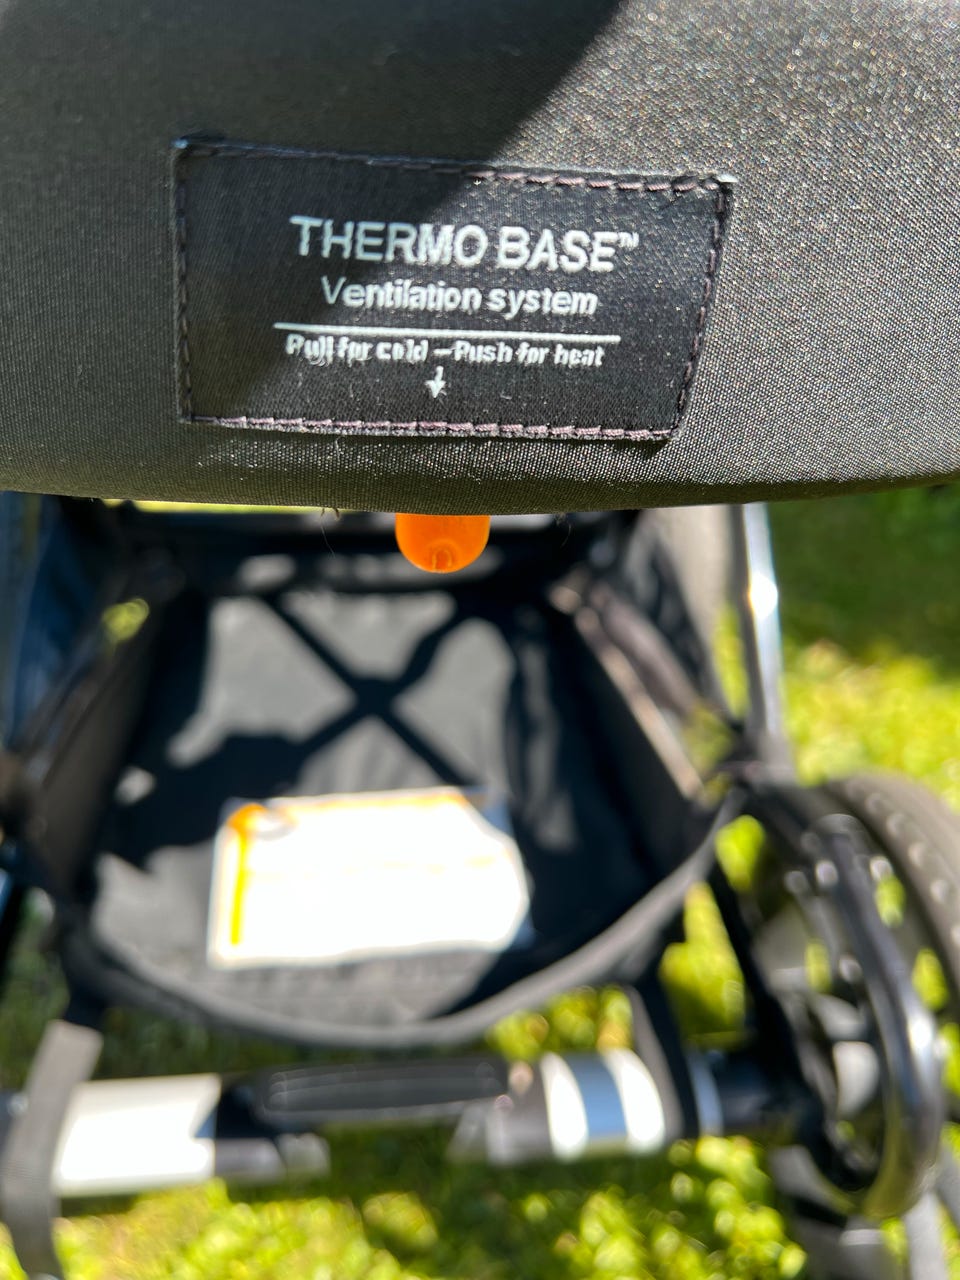 THERMO BASE™
Ventilation system
Pull for cold – Push for heat